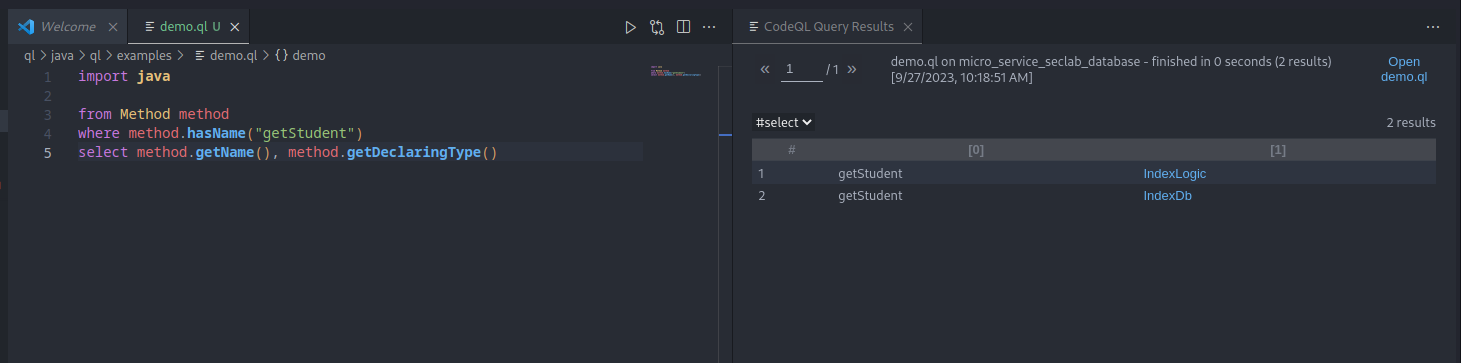 Welcome
demo.ql U
ql > java > ql > examples > demo.ql > {} demo
1 import java
2
3 from Method method
4 where method.hasName("getStudent")
5 select method.getName(), method.getDeclaringType()
CodeQL Query Results
« 1 / 1 »
demo.ql on micro_service_seclab_database - finished in 0 seconds (2 results)
[9/27/2023, 10:18:51 AM]
Open
demo.ql
#select
2 results
# [0] [1]
1 getStudent IndexLogic
2 getStudent IndexDb